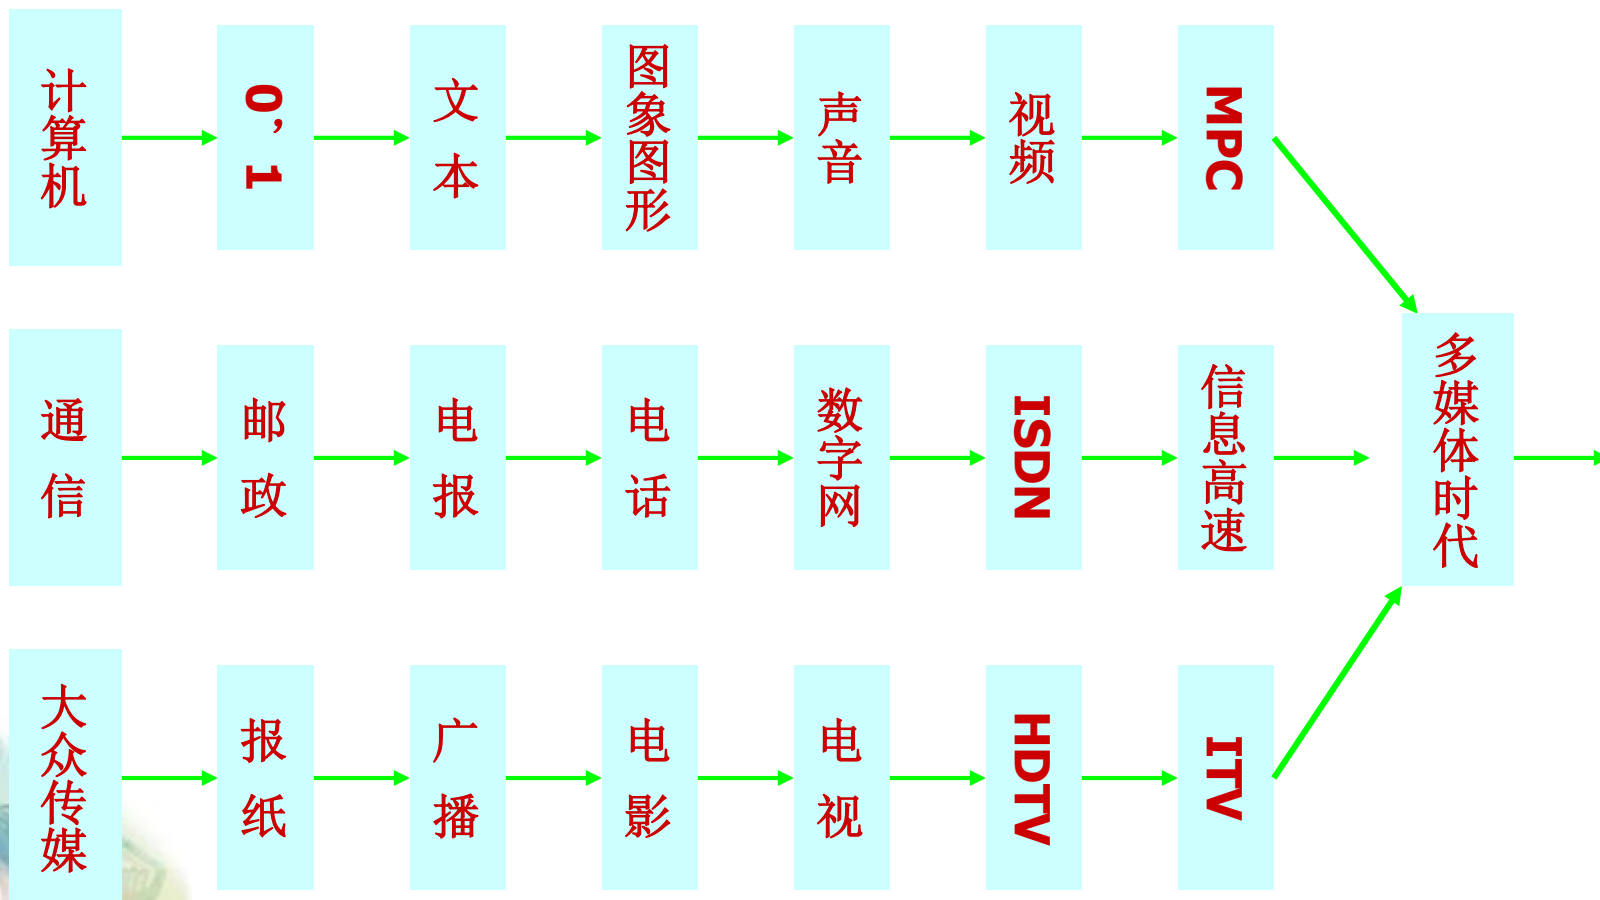 计算机
0，1
文本
图象图形
声音
视频
MPC
通信
邮政
电报
电话
数字网
ISDN
信息高速
多媒体时代
大众传媒
报纸
广播
电影
电视
HDTV
ITV